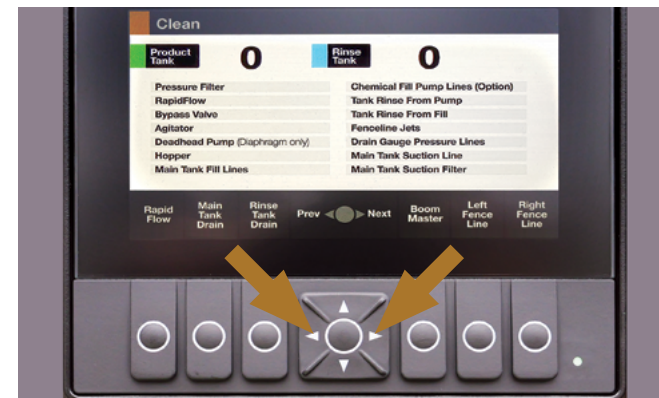 Clean
Product
Tank
0
Rinse
Tank
0
Pressure Filter
RapidFlow
Bypass Valve
Agitator
Deadhead Pump (Diaphragm only)
Hopper
Main Tank Fill Lines
Chemical Fill Pump Lines (Option)
Tank Rinse From Pump
Tank Rinse From Fill
Fenceline Jets
Drain Gauge Pressure Lines
Main Tank Suction Line
Main Tank Suction Filter
Rapid
Flow
Main
Tank
Drain
Rinse
Tank
Drain
Prev
Next
Boom
Master
Left
Fence
Line
Right
Fence
Line